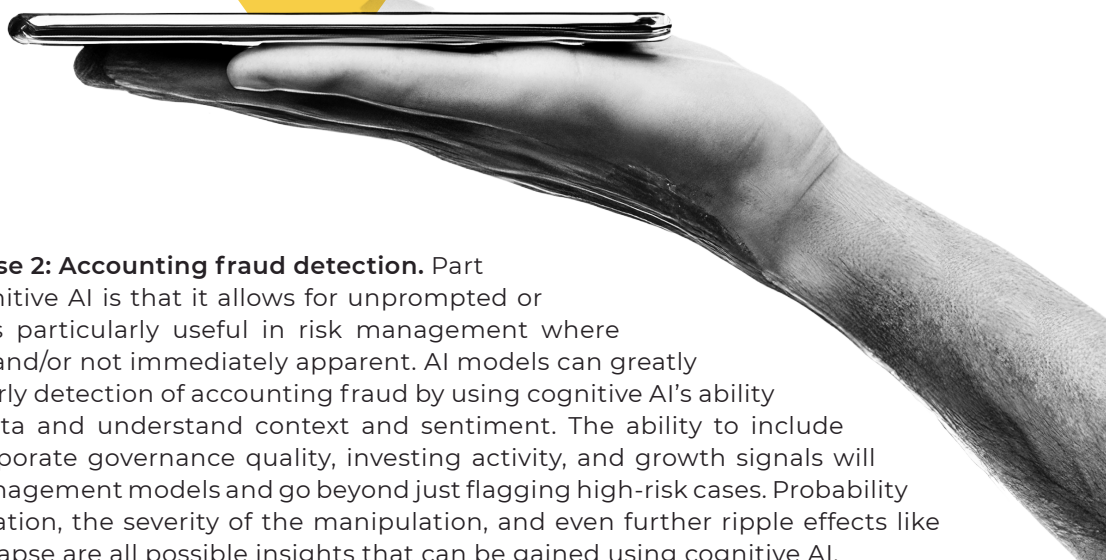 se 2: Accounting fraud detection. Part
nitive AI is that it allows for unprompted or
s particularly useful in risk management where
and/or not immediately apparent. AI models can greatly
rly detection of accounting fraud by using cognitive AI’s ability
ta and understand context and sentiment. The ability to include
porate governance quality, investing activity, and growth signals will
nagement models and go beyond just flagging high-risk cases. Probability
ation, the severity of the manipulation, and even further ripple effects like
apse are all possible insights that can be gained using cognitive AI.